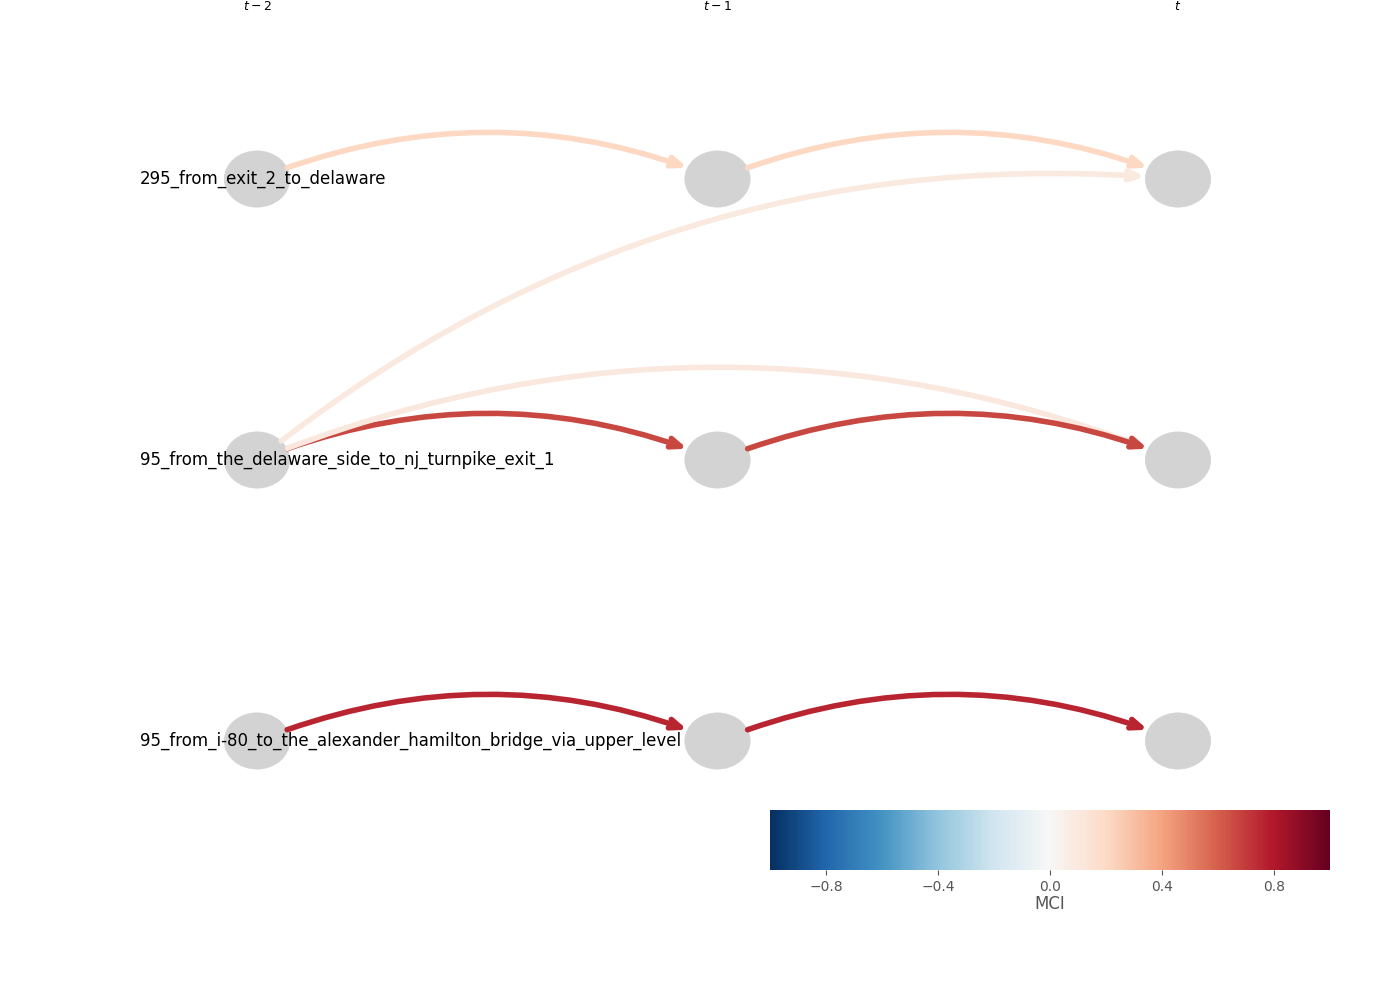 t − 2
t − 1
t
295_from_exit_2_to_delaware
95_from_the_delaware_side_to_nj_turnpike_exit_1
95_from_i-80_to_the_alexander_hamilton_bridge_via_upper_level
−0.8
−0.4
0.0
0.4
0.8
MCI